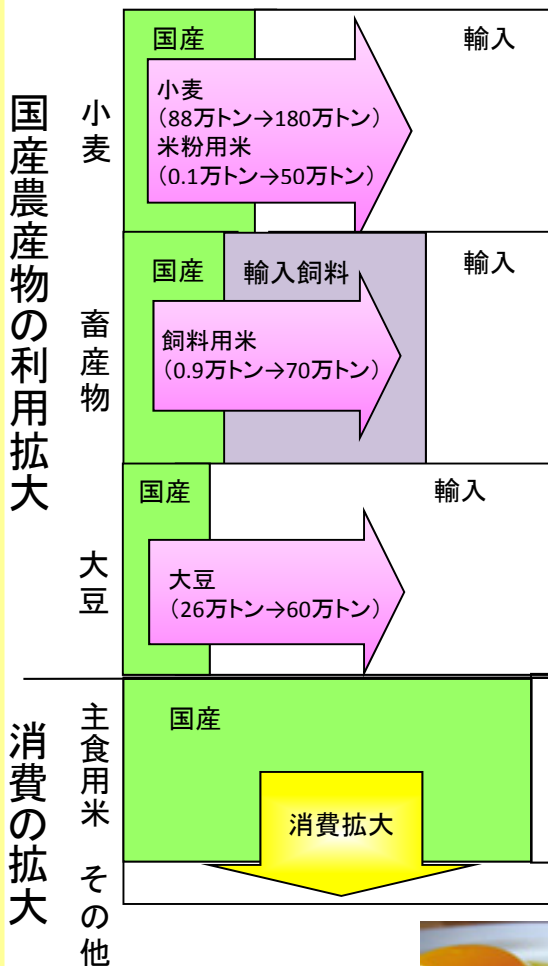 国産農産物の利用拡大
小麦
国産
輸入
小麦
（88万トン→180万トン）
米粉用米
（0.1万トン→50万トン）
畜産物
国産
輸入飼料
輸入
飼料用米
（0.9万トン→70万トン）
大豆
国産
輸入
大豆
（26万トン→60万トン）
消費の拡大
主食用米
その他
国産
消費拡大